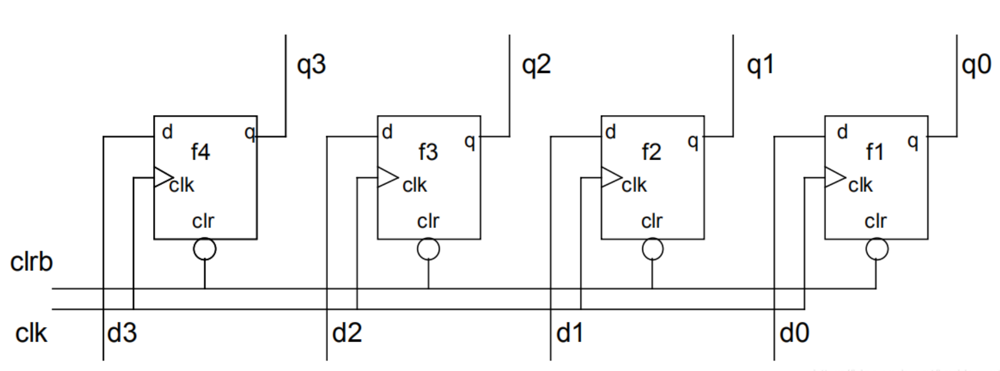 q3 q2 q1 q0
d q d q d q d q
f4 f3 f2 f1
clk clk clk clk
clr clr clr clr
clrb
clk d3 d2 d1 d0